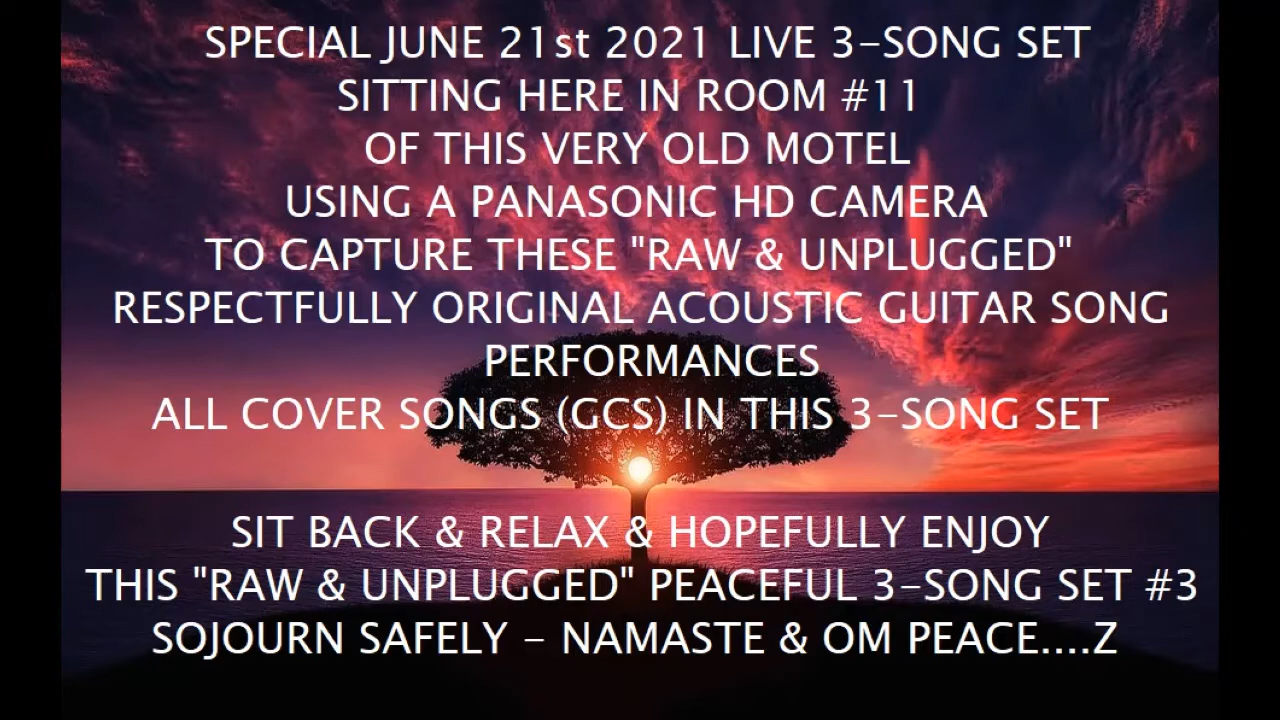 SPECIAL JUNE 21st 2021 LIVE 3-SONG SET
SITTING HERE IN ROOM #11
OF THIS VERY OLD MOTEL
USING A PANASONIC HD CAMERA
TO CAPTURE THESE "RAW & UNPLUGGED"
RESPECTFULLY ORIGINAL ACOUSTIC GUITAR SONG
PERFORMANCES
ALL COVER SONGS (GCS) IN THIS 3-SONG SET
SIT BACK & RELAX & HOPEFULLY ENJOY
THIS "RAW & UNPLUGGED" PEACEFUL 3-SONG SET #3
SOJOURN SAFELY - NAMASTE & OM PEACE....Z